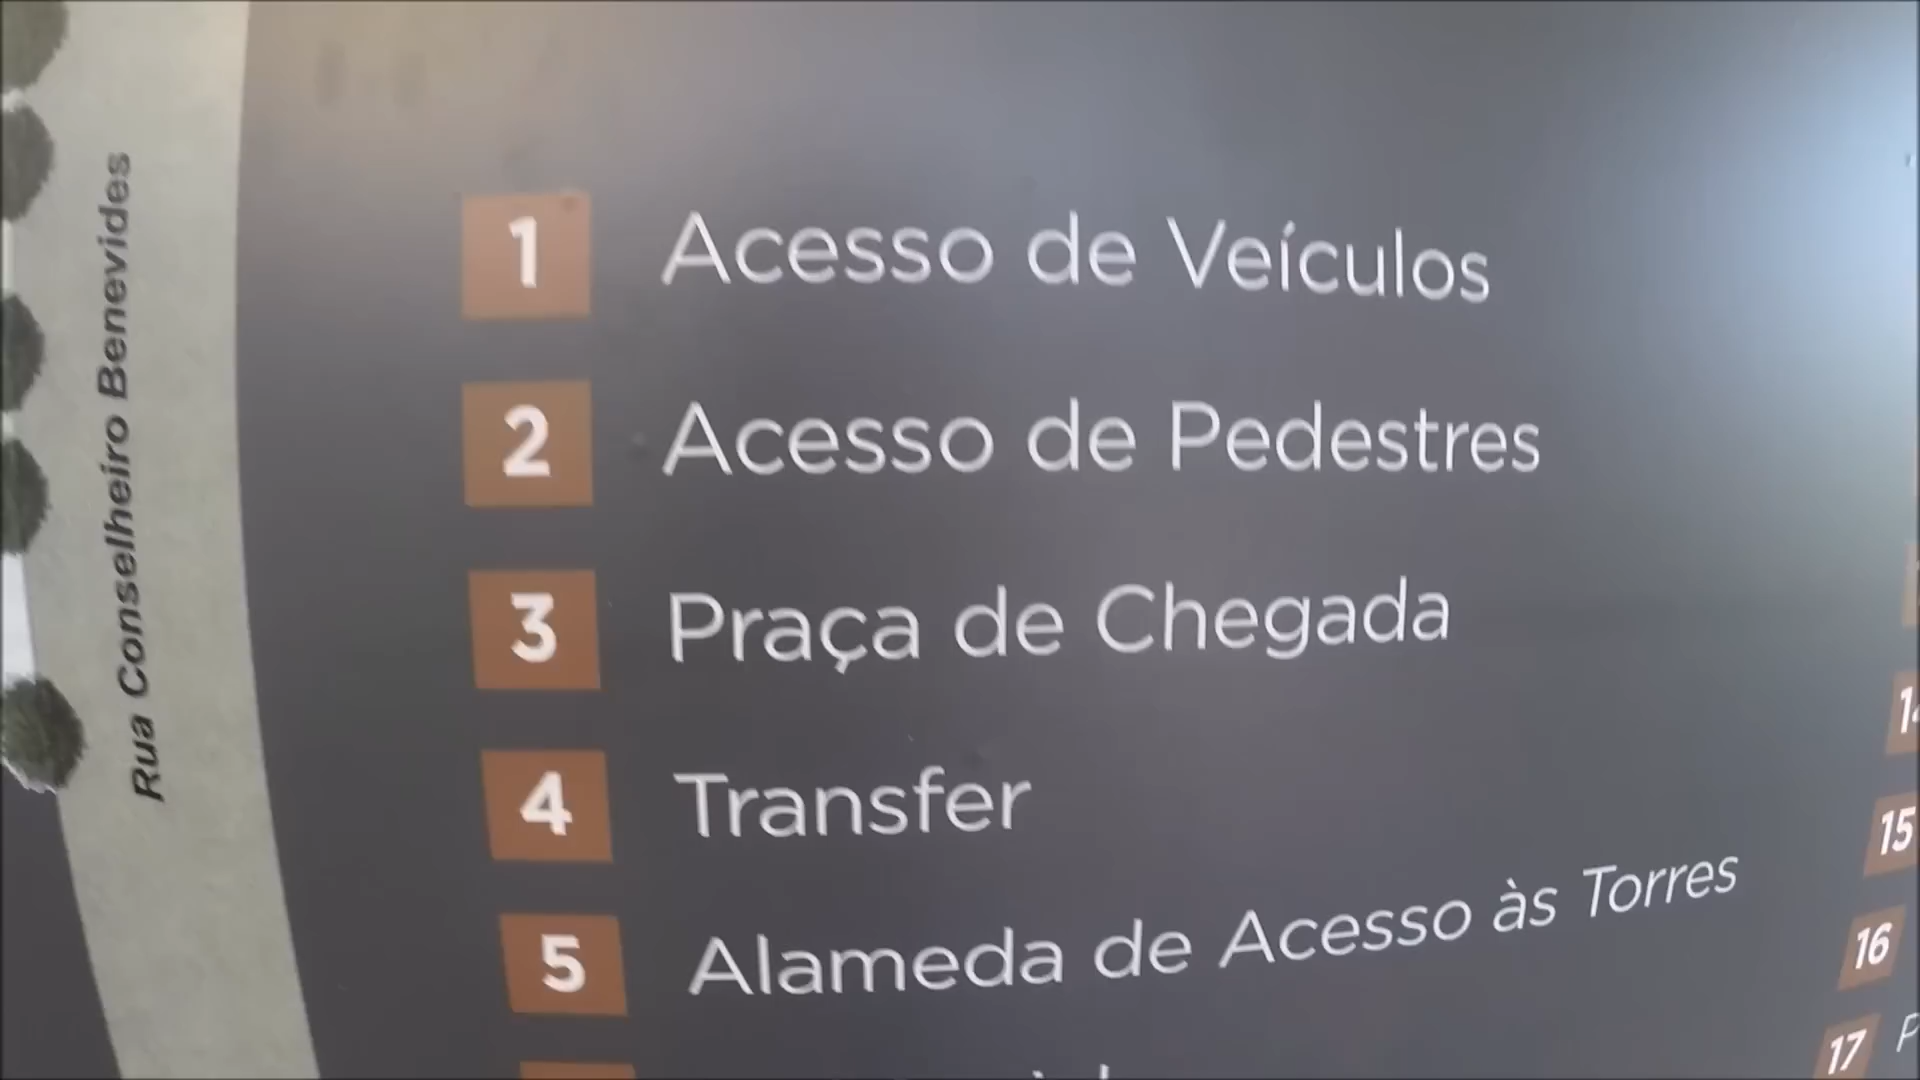 Rua Conselheiro Benevides
1 Acesso de Veículos
2 Acesso de Pedestres
3 Praça de Chegada
4 Transfer
5 Alameda de Acesso às Torres
15
16
17